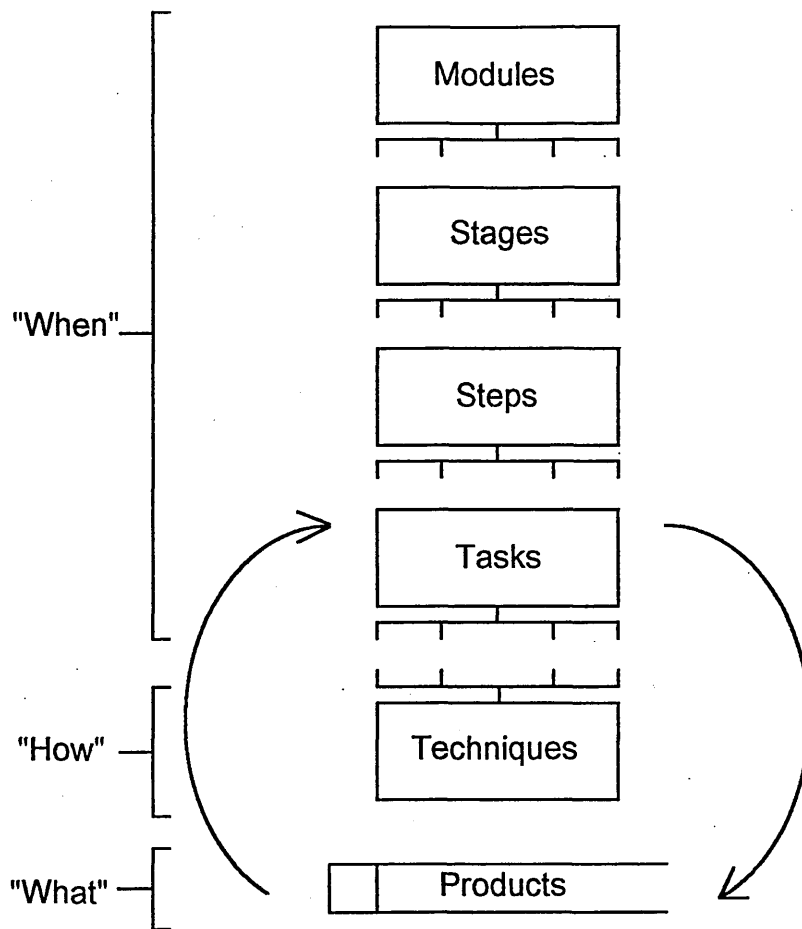 Modules
Stages
"When"
Steps
Tasks
"How"
Techniques
"What"
Products